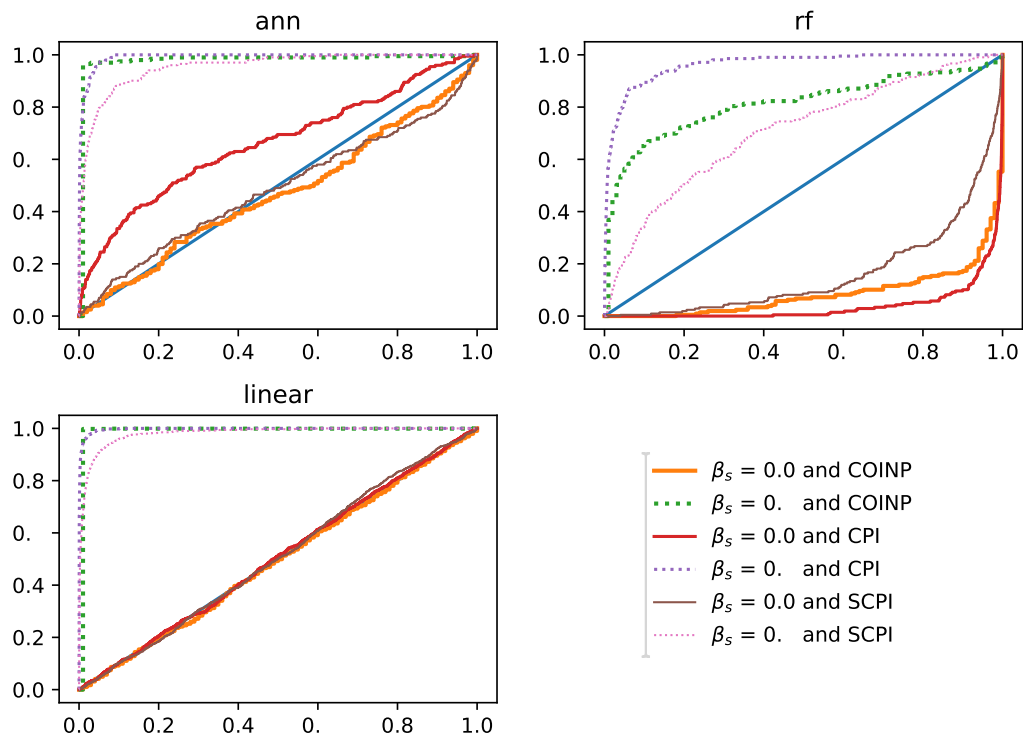 ann
1.0
0.8
0.
0.4
0.2
0.0
0.0 0.2 0.4 0. 0.8 1.0
rf
1.0
0.8
0.
0.4
0.2
0.0
0.0 0.2 0.4 0. 0.8 1.0
linear
1.0
0.8
0.
0.4
0.2
0.0
0.0 0.2 0.4 0. 0.8 1.0
βs = 0.0 and COINP
βs = 0. and COINP
βs = 0.0 and CPI
βs = 0. and CPI
βs = 0.0 and SCPI
βs = 0. and SCPI